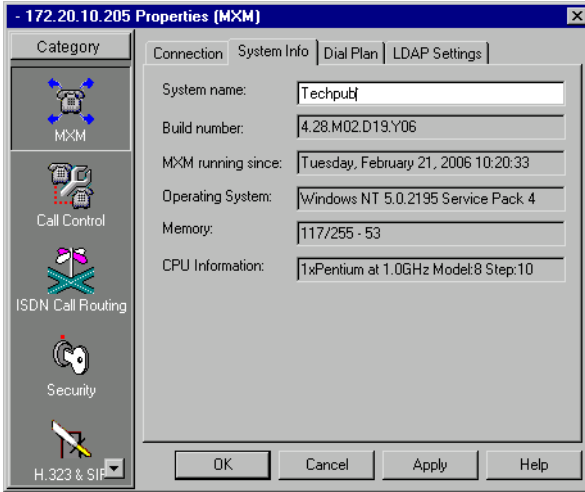 - 172.20.10.205 Properties (MXM)
Category
MXM
Call Control
ISDN Call Routing
Security
H.323 & SIP
Connection
System Info
Dial Plan
LDAP Settings
System name: Techpub
Build number: 4.28.M02.D19.Y06
MXM running since: Tuesday, February 21, 2006 10:20:33
Operating System: Windows NT 5.0.2195 Service Pack 4
Memory: 117/255 - 53
CPU Information: 1xPentium at 1.0GHz Model:8 Step:10
OK
Cancel
Apply
Help